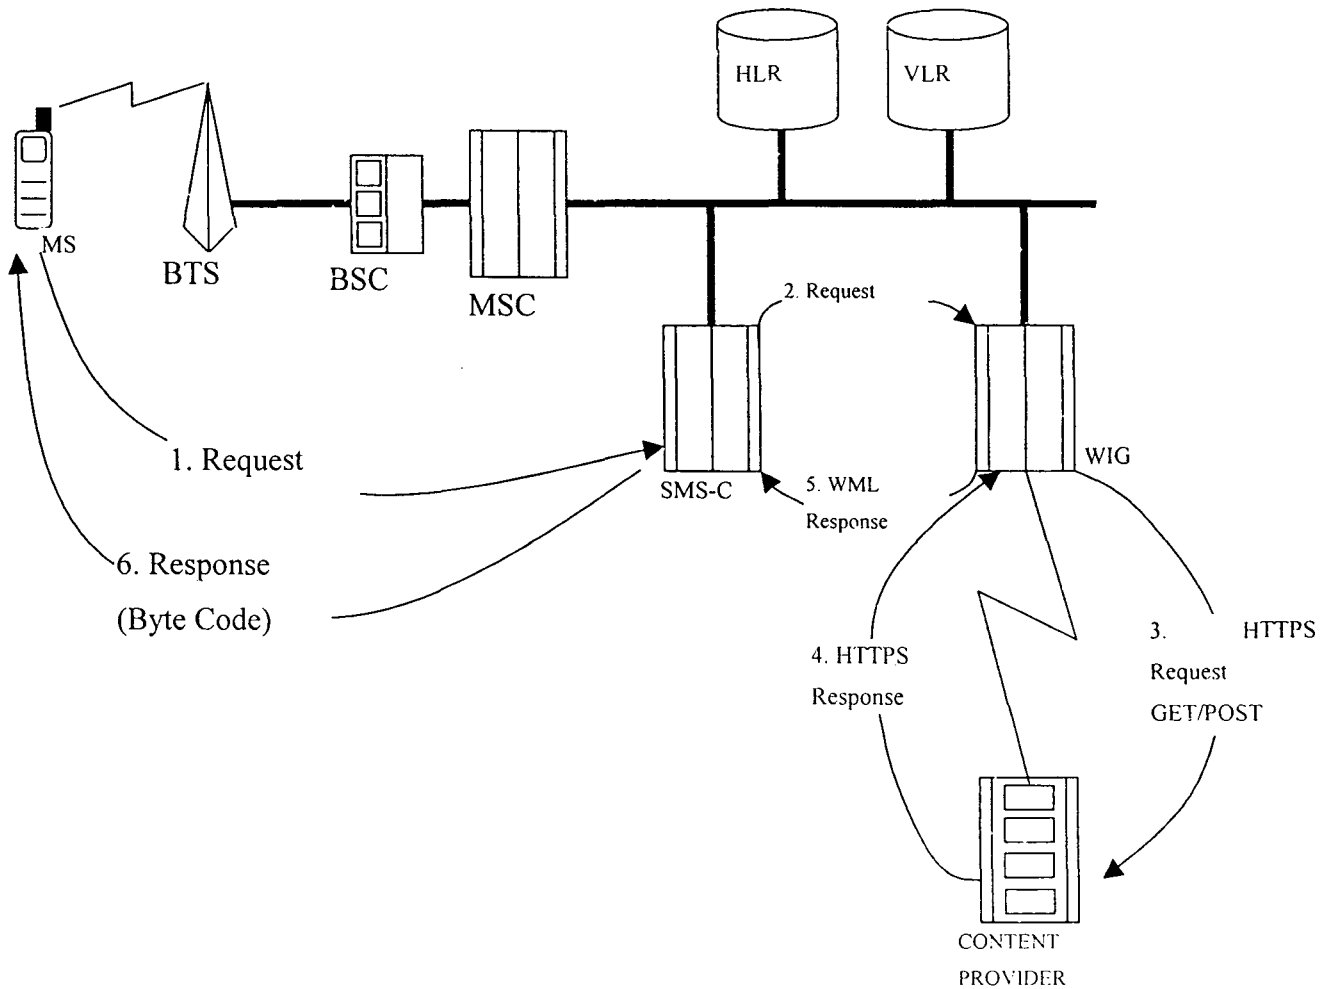 HLR
VLR
MS
BTS
BSC
MSC
2. Request
1. Request
SMS-C
WIG
5. WML
Response
6. Response
(Byte Code)
4. HTTPS
Response
3. HTTPS
Request
GET/POST
CONTENT
PROVIDER